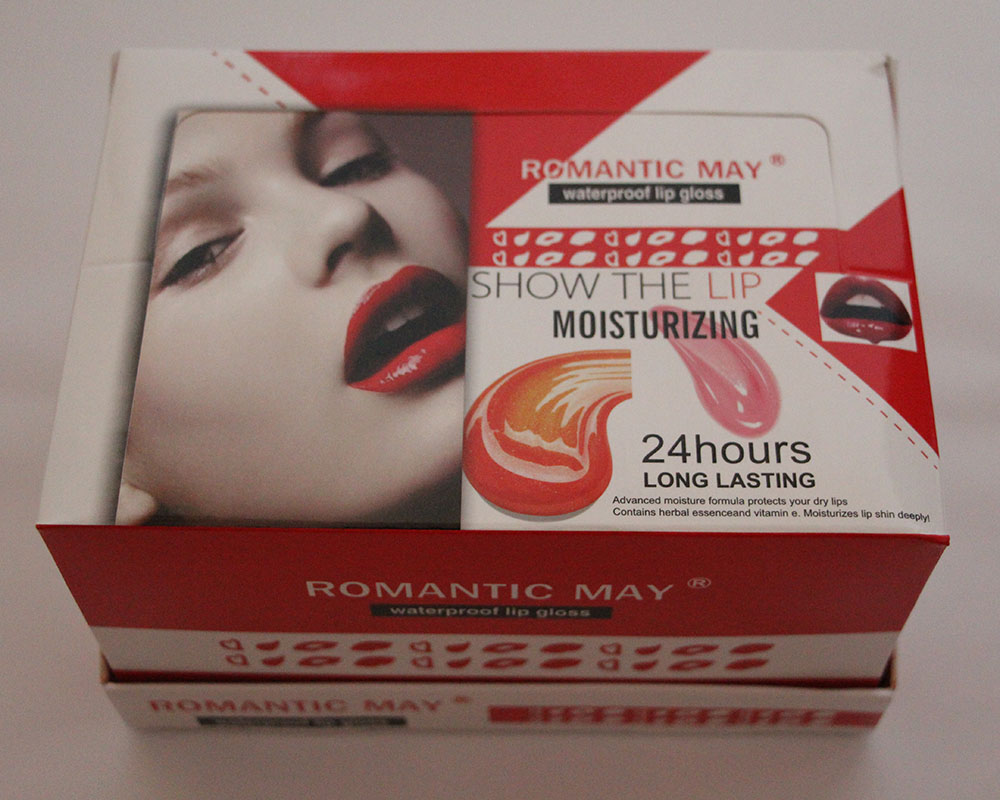 ROMANTIC MAY ®
waterproof lip gloss
SHOW THE LIP
MOISTURIZING
24hours
LONG LASTING
Advanced moisture formula protects your dry lips
Contains herbal essenceand vitamin e. Moisturizes lip shin deeply!
ROMANTIC MAY ®
waterproof lip gloss
ROMANTIC MAY ®